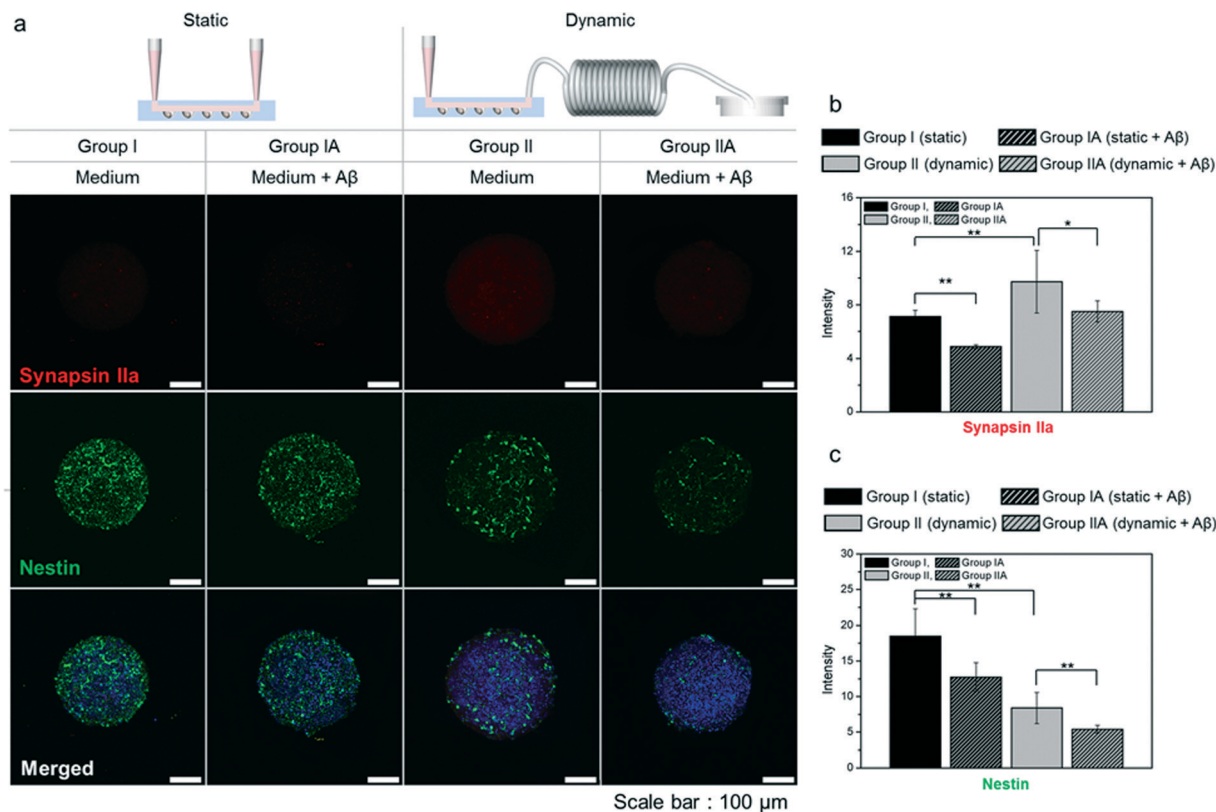 a
Static
Dynamic
Group I
Group IA
Group II
Group IIA
Medium
Medium + Aβ
Medium
Medium + Aβ
Synapsin IIa
Nestin
Merged
Scale bar : 100 μm
b
Group I (static)
Group IA (static + Aβ)
Group II (dynamic)
Group IIA (dynamic + Aβ)
16
12
8
4
0
Intensity
Group I,
Group IA
Group II,
Group IIA
**
**
*
Synapsin IIa
c
Group I (static)
Group IA (static + Aβ)
Group II (dynamic)
Group IIA (dynamic + Aβ)
30
25
20
15
10
5
0
Intensity
Group I,
Group IA
Group II,
Group IIA
**
**
**
Nestin